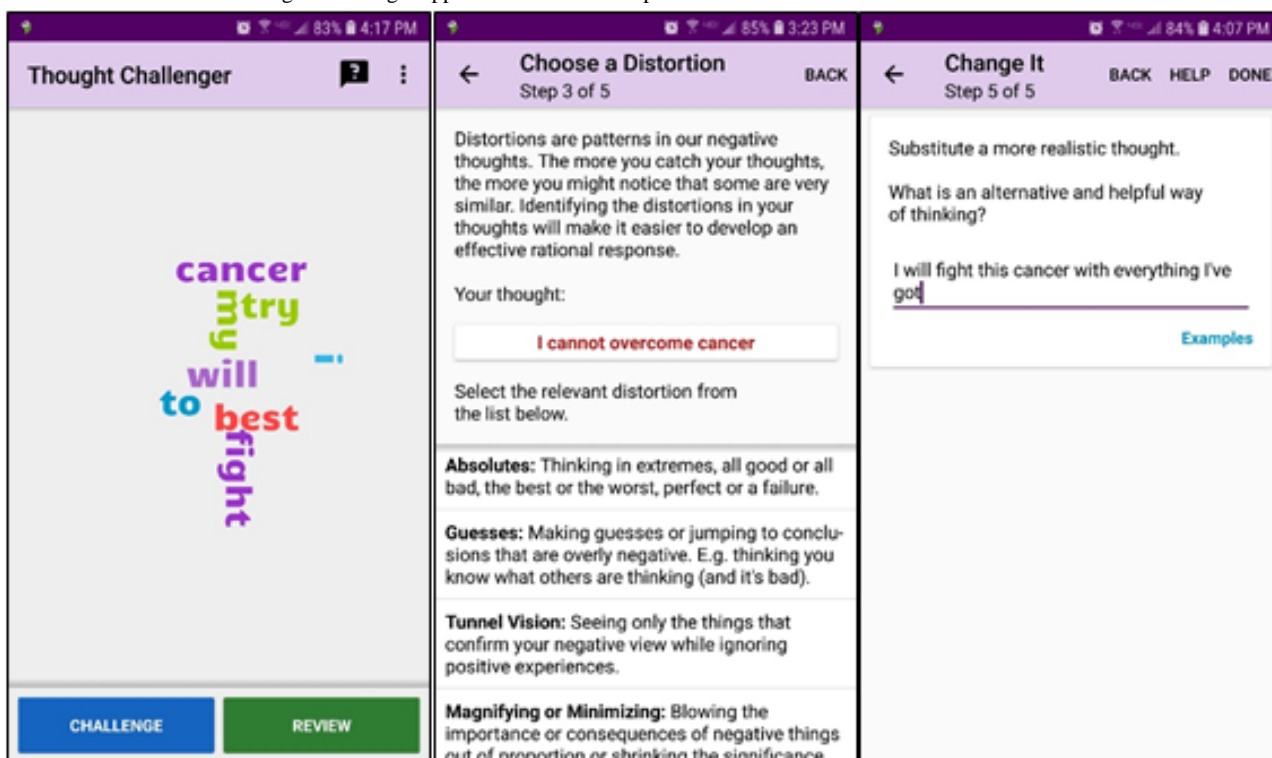 83% 4:17 PM
Thought Challenger
cancer
my
try
i
will
to
best
fight
CHALLENGE
REVIEW
85% 3:23 PM
Choose a Distortion
BACK
Step 3 of 5
Distortions are patterns in our negative
thoughts. The more you catch your thoughts,
the more you might notice that some are very
similar. Identifying the distortions in your
thoughts will make it easier to develop an
effective rational response.
Your thought:
I cannot overcome cancer
Select the relevant distortion from
the list below.
Absolutes: Thinking in extremes, all good or all
bad, the best or the worst, perfect or a failure.
Guesses: Making guesses or jumping to conclu-
sions that are overly negative. E.g. thinking you
know what others are thinking (and it's bad).
Tunnel Vision: Seeing only the things that
confirm your negative view while ignoring
positive experiences.
Magnifying or Minimizing: Blowing the
importance or consequences of negative things
out of proportion or shrinking the significance
84% 4:07 PM
Change It
BACK HELP DONE
Step 5 of 5
Substitute a more realistic thought.
What is an alternative and helpful way
of thinking?
I will fight this cancer with everything I've
got
Examples